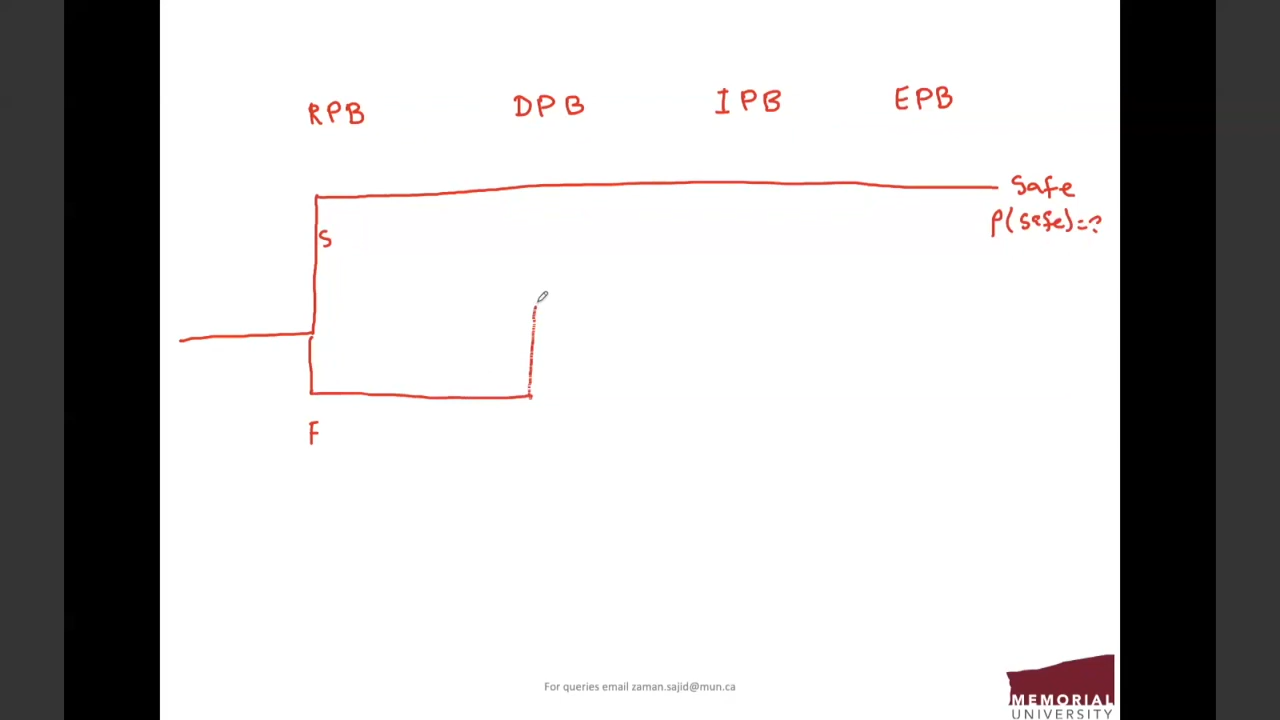 RPB DPB IPB EPB
Safe
P(safe)=?
S
F
For queries email zaman.sajid@mun.ca
MEMORIAL
UNIVERSITY